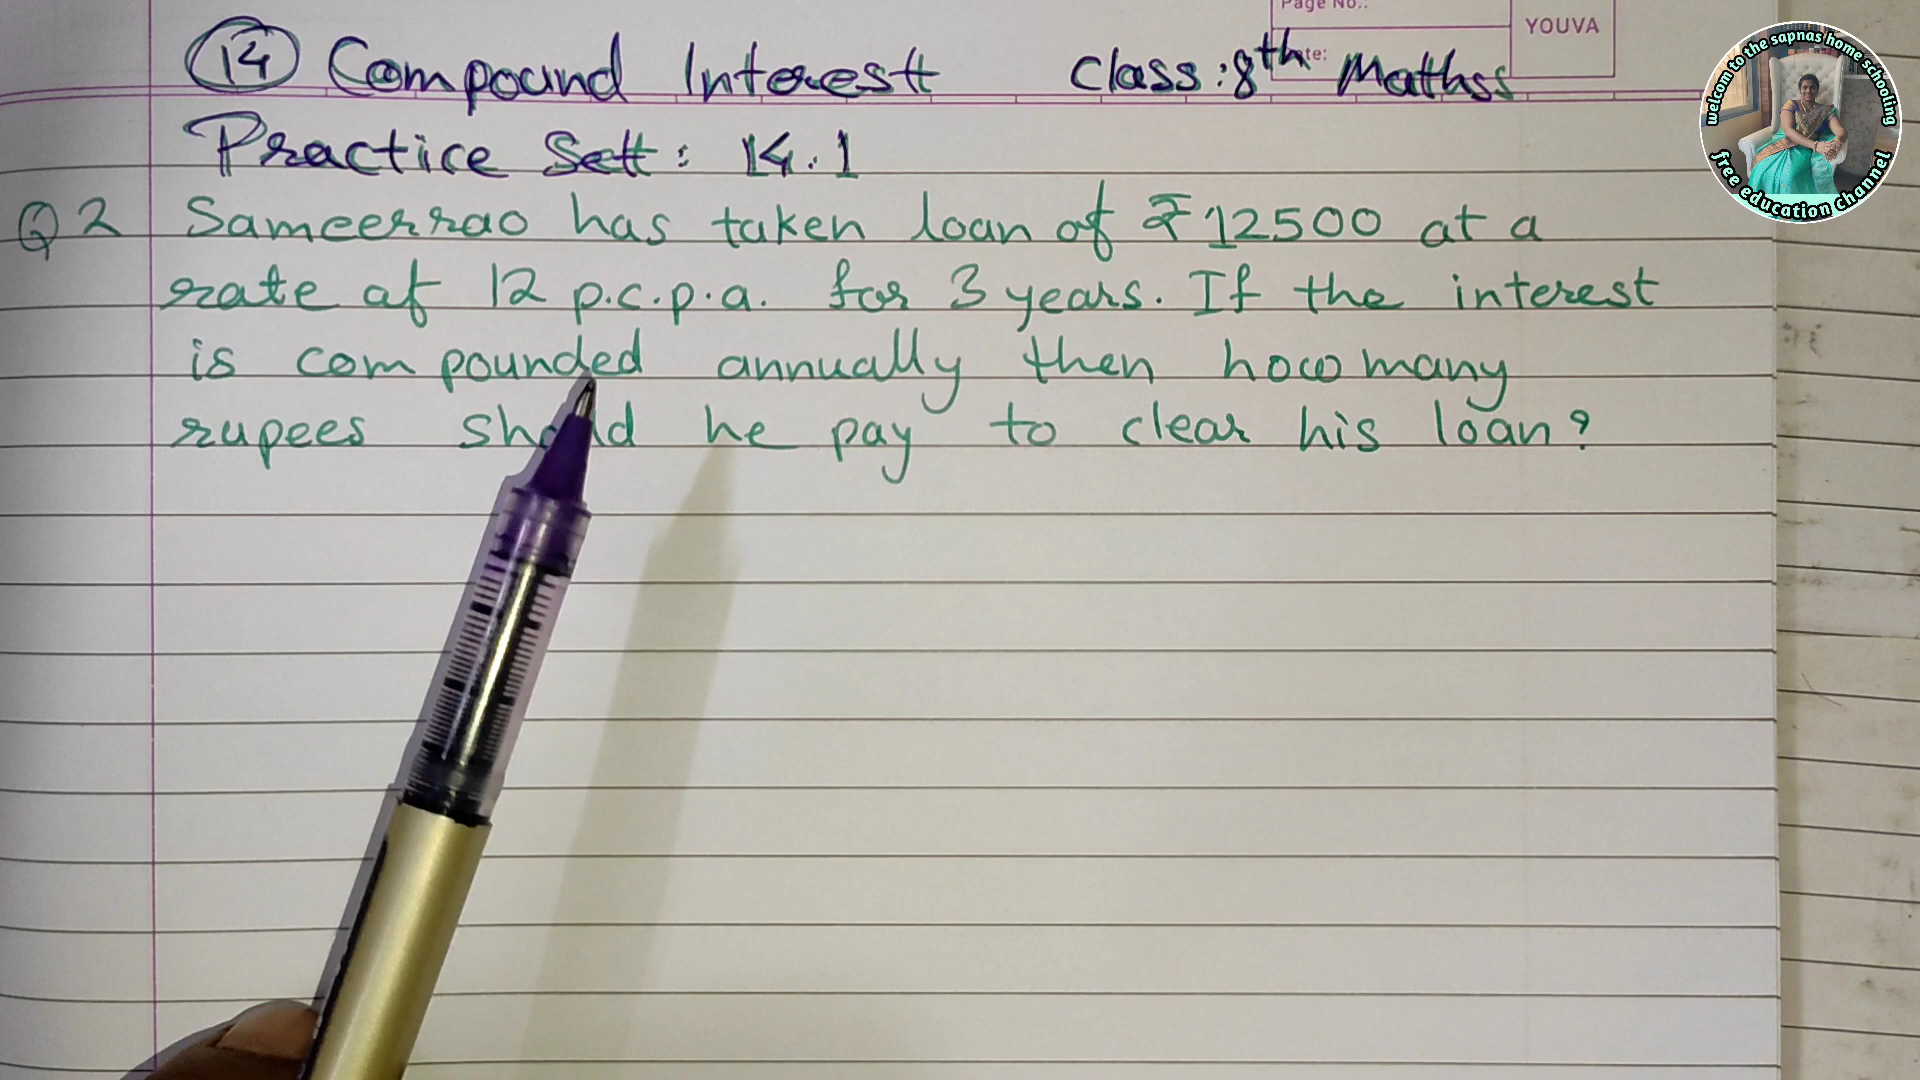 Page No.:
YOUVA
14 Compound Interest Class:8th Mathss
Practice Set: 14.1
Q2 Sameerrao has taken loan of ₹12500 at a
rate of 12 p.c.p.a. for 3 years. If the interest
is compounded annually then how many
rupees should he pay to clear his loan?
welcom to the sapnas home schooling
free education channel